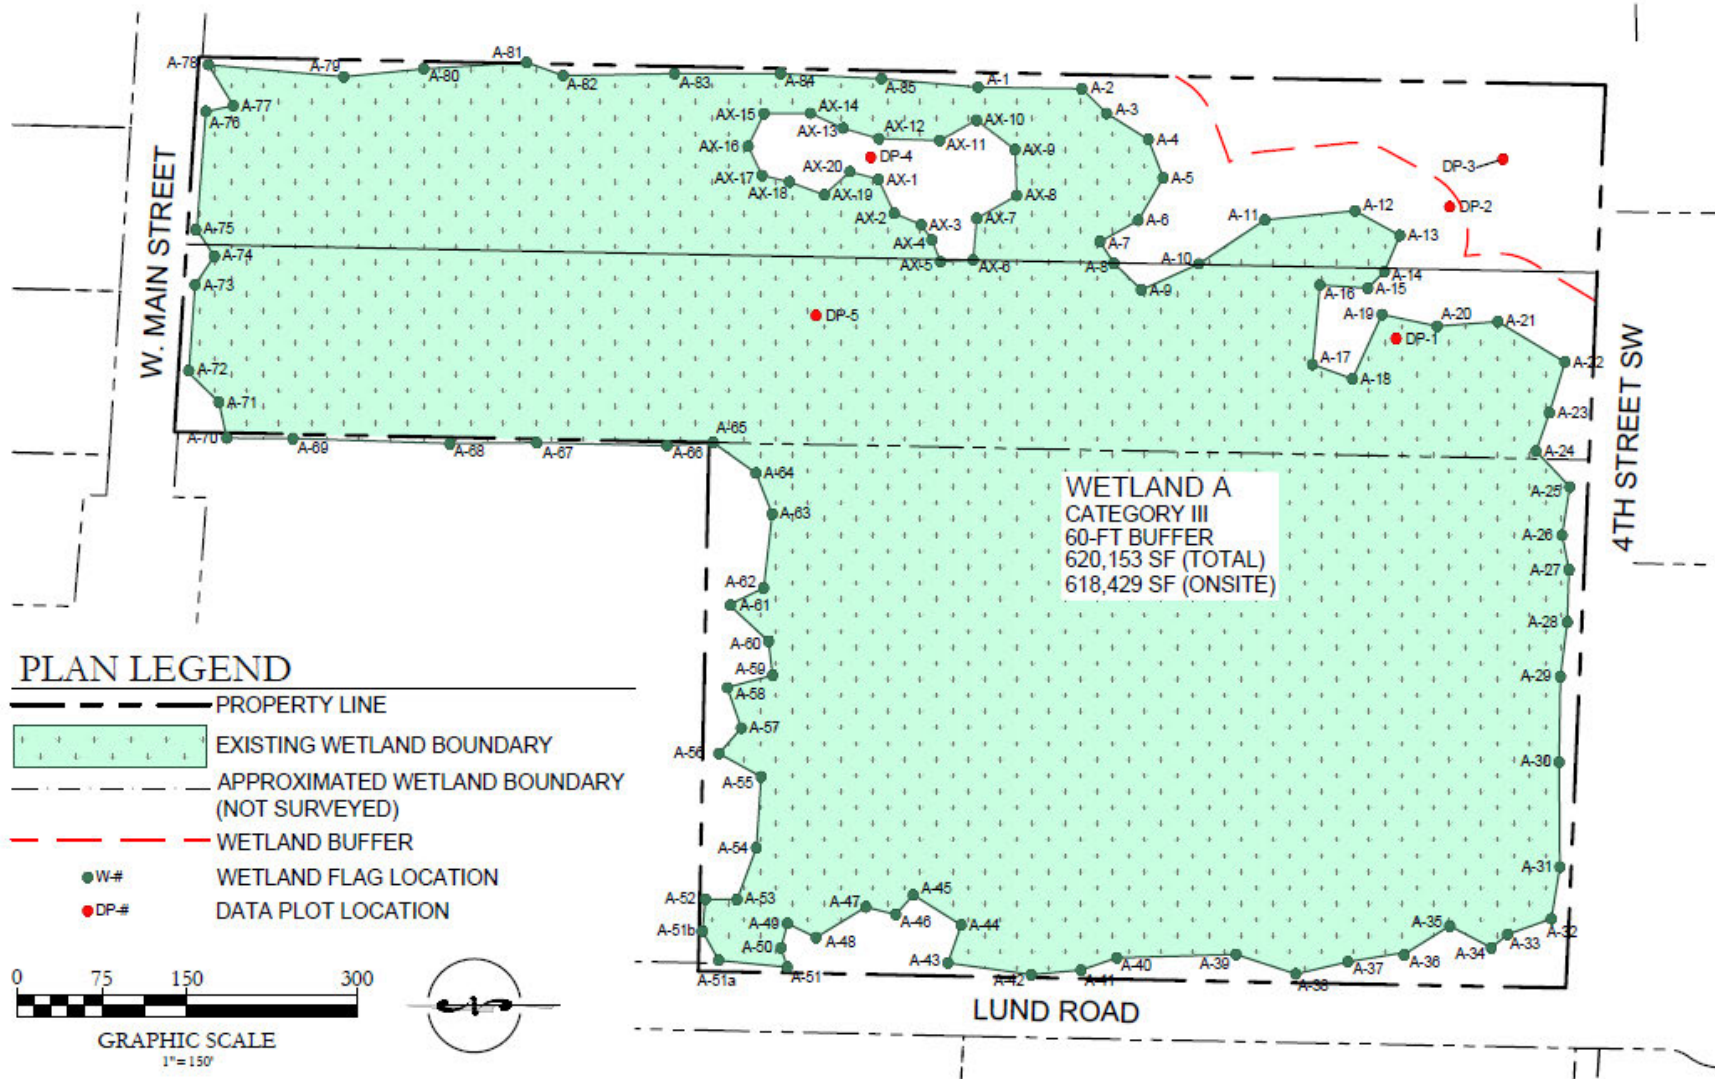 A-81
A-78
A-79
A-80
A-82
A-83
A-84
A-85
A-1
A-2
A-77
A-76
A-3
A-4
A-5
A-6
A-7
A-8
A-9
A-10
A-11
A-12
A-13
A-14
A-15
A-16
A-17
A-18
A-19
A-20
A-21
A-22
A-23
A-24
A-25
A-26
A-27
A-28
A-29
A-30
A-31
A-32
A-33
A-34
A-35
A-36
A-37
A-38
A-39
A-40
A-41
A-42
A-43
A-44
A-45
A-46
A-47
A-48
A-49
A-50
A-51
A-51a
A-51b
A-52
A-53
A-54
A-55
A-56
A-57
A-58
A-59
A-60
A-61
A-62
A-63
A-64
A-65
A-66
A-67
A-68
A-69
A-70
A-71
A-72
A-73
A-74
A-75
AX-15
AX-14
AX-13
AX-12
AX-11
AX-10
AX-9
AX-8
AX-7
AX-6
AX-5
AX-4
AX-3
AX-2
AX-1
AX-20
AX-19
AX-18
AX-17
AX-16
DP-4
DP-3
DP-2
DP-5
DP-1
W. MAIN STREET
4TH STREET SW
WETLAND A
CATEGORY III
60-FT BUFFER
620,153 SF (TOTAL)
618,429 SF (ONSITE)
LUND ROAD
PLAN LEGEND
PROPERTY LINE
EXISTING WETLAND BOUNDARY
APPROXIMATED WETLAND BOUNDARY
(NOT SURVEYED)
WETLAND BUFFER
W-# WETLAND FLAG LOCATION
DP-# DATA PLOT LOCATION
0 75 150 300
GRAPHIC SCALE
1"=150'